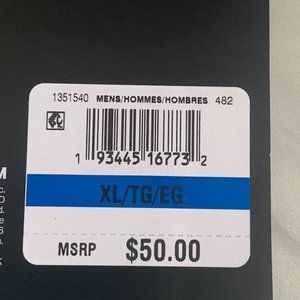 1351540 MENS/HOMMES/HOMBRES 482
1 93445 16773 2
XL/TG/EG
MSRP $50.00